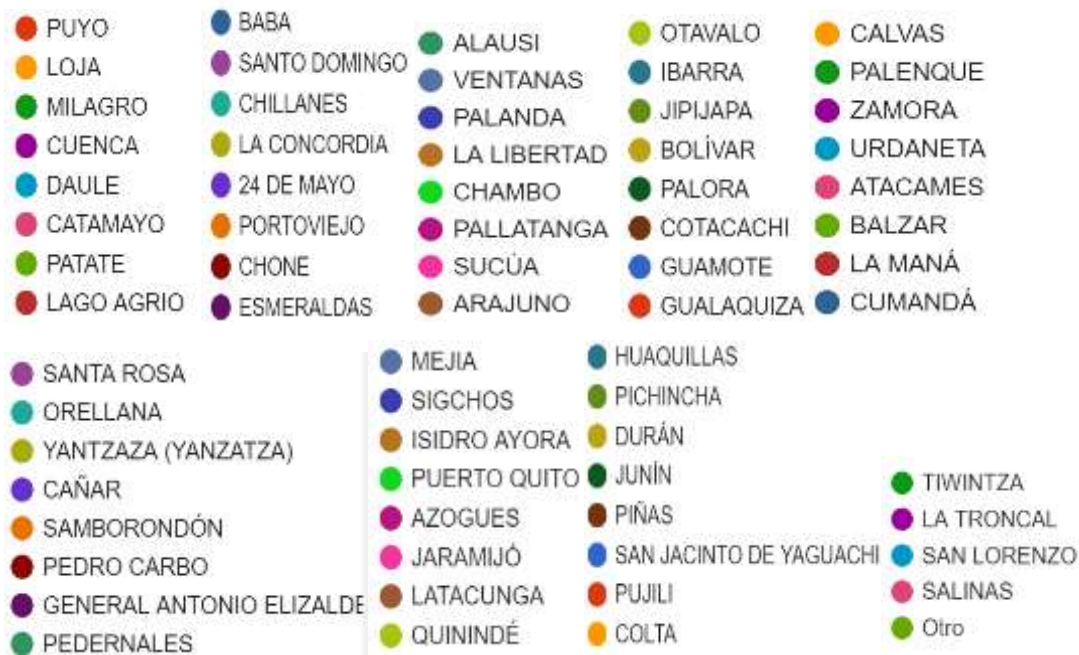 PUYO
LOJA
MILAGRO
CUENCA
DAULE
CATAMAYO
PATATE
LAGO AGRIO
BABA
SANTO DOMINGO
CHILLANES
LA CONCORDIA
24 DE MAYO
PORTOVIEJO
CHONE
ESMERALDAS
ALAUSI
VENTANAS
PALANDA
LA LIBERTAD
CHAMBO
PALLATANGA
SUCÚA
ARAJUNO
OTAVALO
IBARRA
JIPIJAPA
BOLÍVAR
PALORA
COTACACHI
GUAMOTE
GUALAQUIZA
CALVAS
PALENQUE
ZAMORA
URDANETA
ATACAMES
BALZAR
LA MANÁ
CUMANDÁ
SANTA ROSA
ORELLANA
YANTZAZA (YANZATZA)
CAÑAR
SAMBORONDÓN
PEDRO CARBO
GENERAL ANTONIO ELIZALDE
PEDERNALES
MEJIA
SIGCHOS
ISIDRO AYORA
PUERTO QUITO
AZOGUES
JARAMIJÓ
LATACUNGA
QUININDÉ
HUAQUILLAS
PICHINCHA
DURÁN
JUNÍN
PIÑAS
SAN JACINTO DE YAGUACHI
PUJILI
COLTA
TIWINTZA
LA TRONCAL
SAN LORENZO
SALINAS
Otro